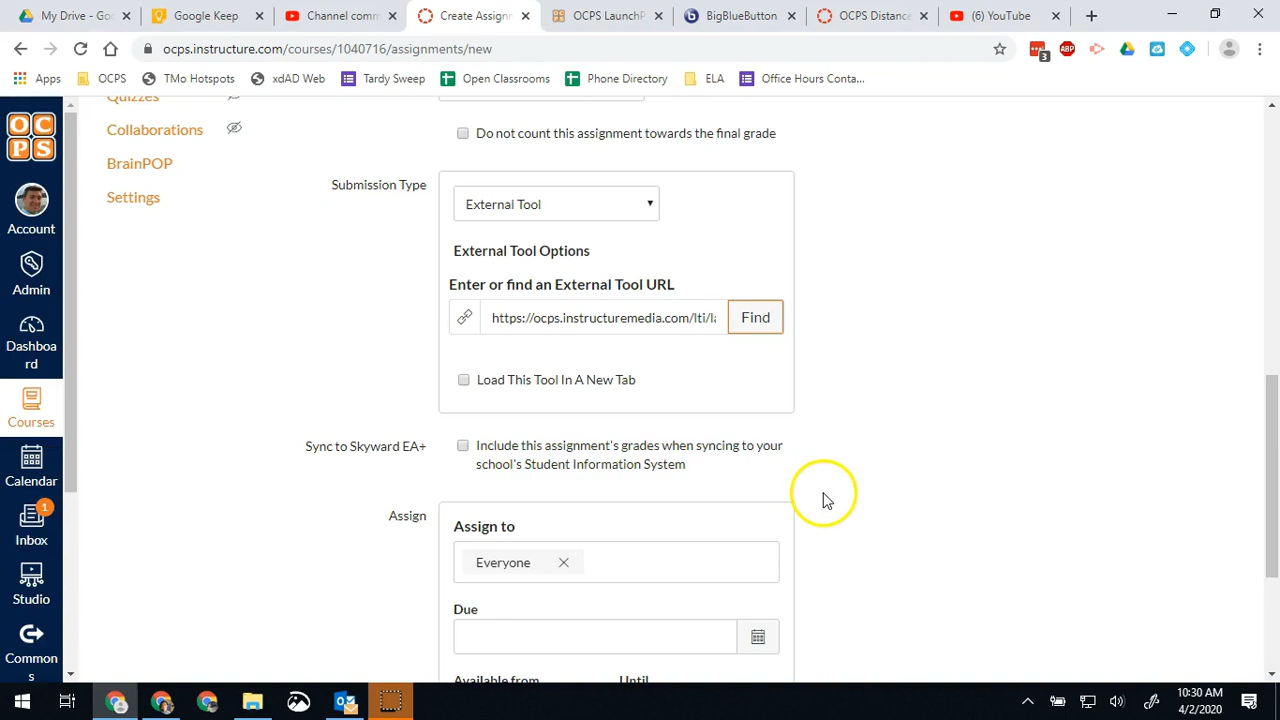 My Drive - Goo
Google Keep
Channel comm
Create Assignm
OCPS LaunchP
BigBlueButton
OCPS Distance
(6) YouTube
ocps.instructure.com/courses/1040716/assignments/new
3
ABP
Apps
OCPS
TMo Hotspots
xdAD Web
Tardy Sweep
Open Classrooms
Phone Directory
ELA
Office Hours Conta...
OC
PS
Account
Admin
Dashboa
rd
Courses
Calendar
1
Inbox
Studio
Common
s
Quizzes
Collaborations
BrainPOP
Settings
Do not count this assignment towards the final grade
Submission Type
External Tool
External Tool Options
Enter or find an External Tool URL
https://ocps.instructuremedia.com/lti/la
Find
Load This Tool In A New Tab
Sync to Skyward EA+
Include this assignment's grades when syncing to your
school's Student Information System
Assign
Assign to
Everyone
Due
Available from
Until
10:30 AM
4/2/2020